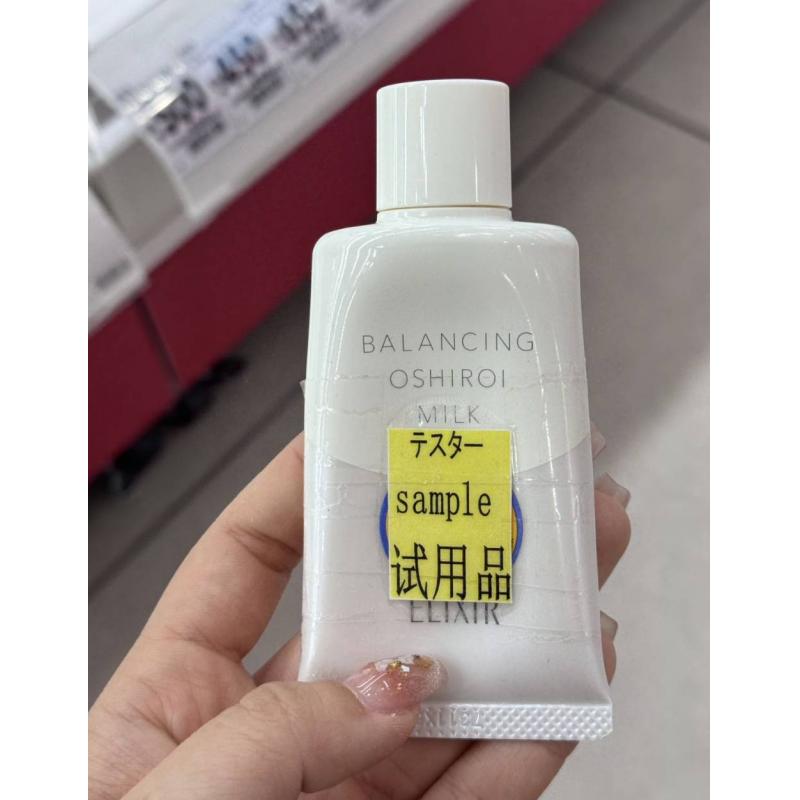 BALANCING
OSHIROI
MILK
テスター
sample
试用品
ELIXIR